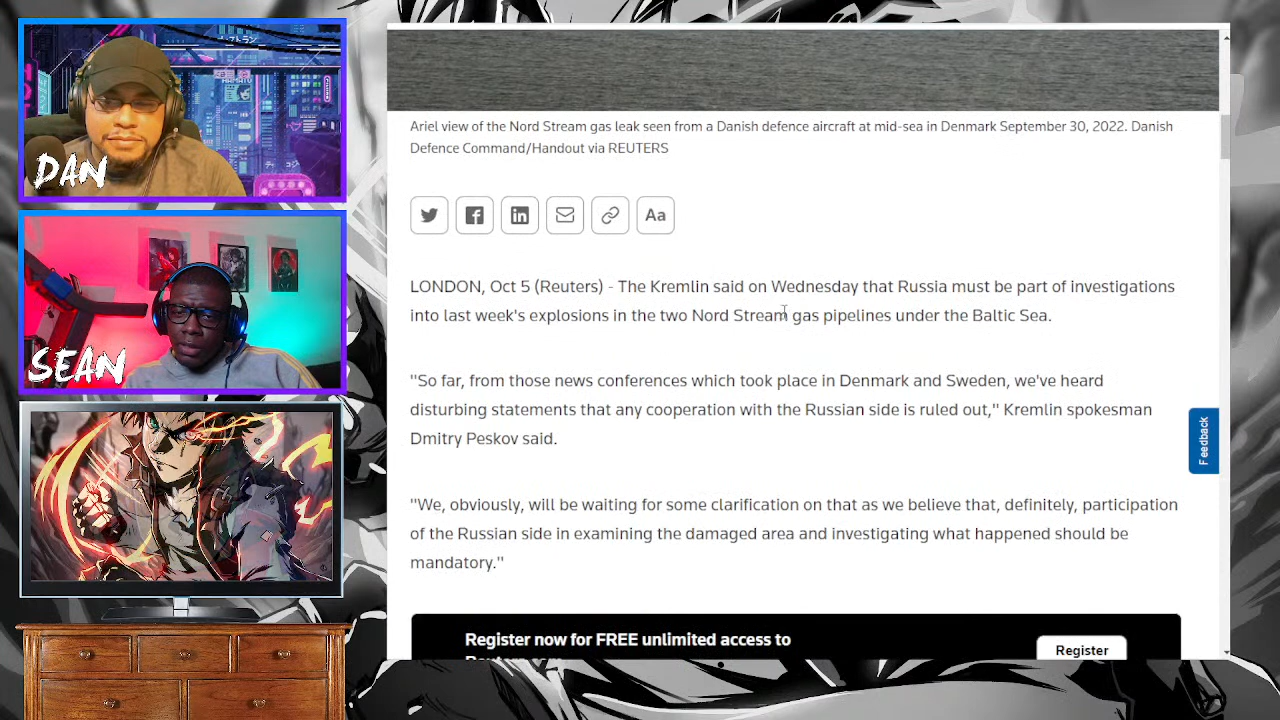 DAN
SEAN
Ariel view of the Nord Stream gas leak seen from a Danish defence aircraft at mid-sea in Denmark September 30, 2022. Danish
Defence Command/Handout via REUTERS
Aa
LONDON, Oct 5 (Reuters) - The Kremlin said on Wednesday that Russia must be part of investigations
into last week's explosions in the two Nord Stream gas pipelines under the Baltic Sea.
"So far, from those news conferences which took place in Denmark and Sweden, we've heard
disturbing statements that any cooperation with the Russian side is ruled out," Kremlin spokesman
Dmitry Peskov said.
"We, obviously, will be waiting for some clarification on that as we believe that, definitely, participation
of the Russian side in examining the damaged area and investigating what happened should be
mandatory."
Feedback
Register now for FREE unlimited access to
Register